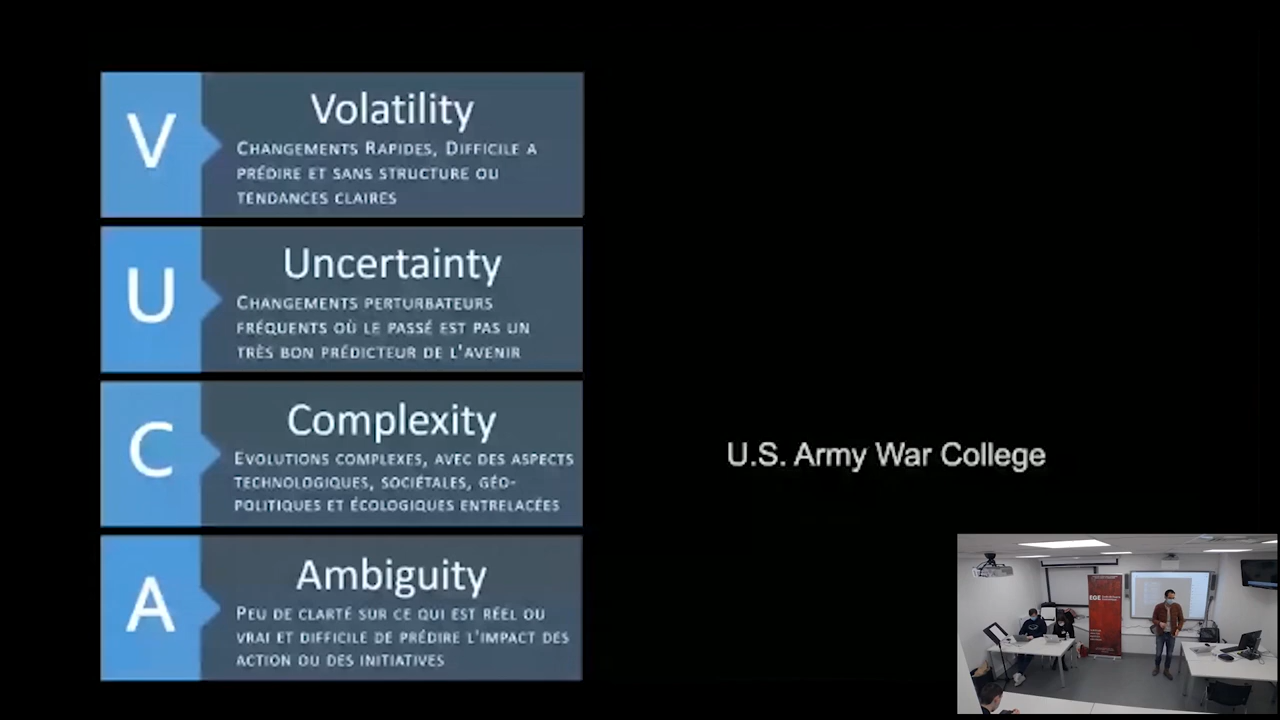 V
Volatility
CHANGEMENTS RAPIDES, DIFFICILE A
PRÉDIRE ET SANS STRUCTURE OU
TENDANCES CLAIRES
U
Uncertainty
CHANGEMENTS PERTURBATEURS
FRÉQUENTS OÙ LE PASSÉ EST PAS UN
TRÈS BON PRÉDICTEUR DE L'AVENIR
C
Complexity
EVOLUTIONS COMPLEXES, AVEC DES ASPECTS
TECHNOLOGIQUES, SOCIÉTALES, GÉO-
POLITIQUES ET ÉCOLOGIQUES ENTRELACÉES
A
Ambiguity
PEU DE CLARTÉ SUR CE QUI EST RÉEL OU
VRAI ET DIFFICILE DE PRÉDIRE L'IMPACT DES
ACTION OU DES INITIATIVES
U.S. Army War College
EGE